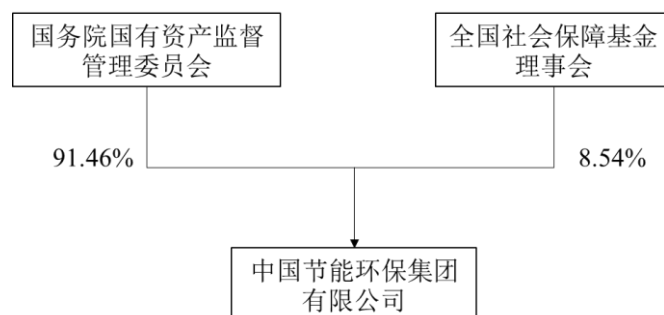 国务院国有资产监督
管理委员会
全国社会保障基金
理事会
91.46%
8.54%
中国节能环保集团
有限公司